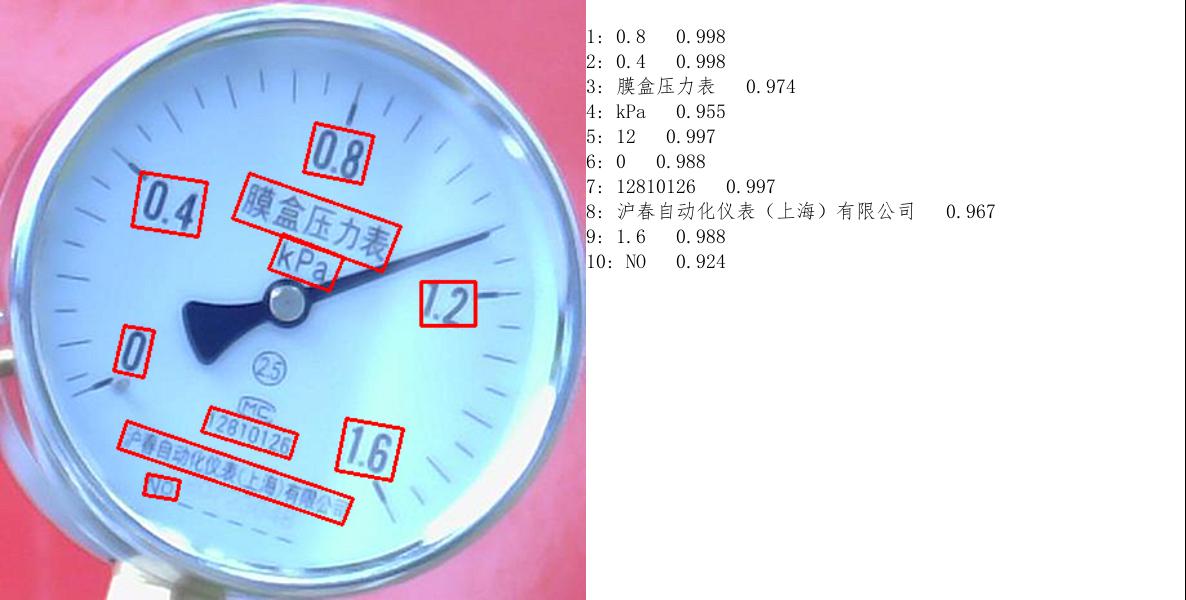 0.8
0.4
膜盒压力表
kPa
1.2
0
2.5
MC
12810126
1.6
沪春自动化仪表(上海)有限公司
NO
1: 0.8 0.998
2: 0.4 0.998
3: 膜盒压力表 0.974
4: kPa 0.955
5: 12 0.997
6: 0 0.988
7: 12810126 0.997
8: 沪春自动化仪表（上海）有限公司 0.967
9: 1.6 0.988
10: NO 0.924